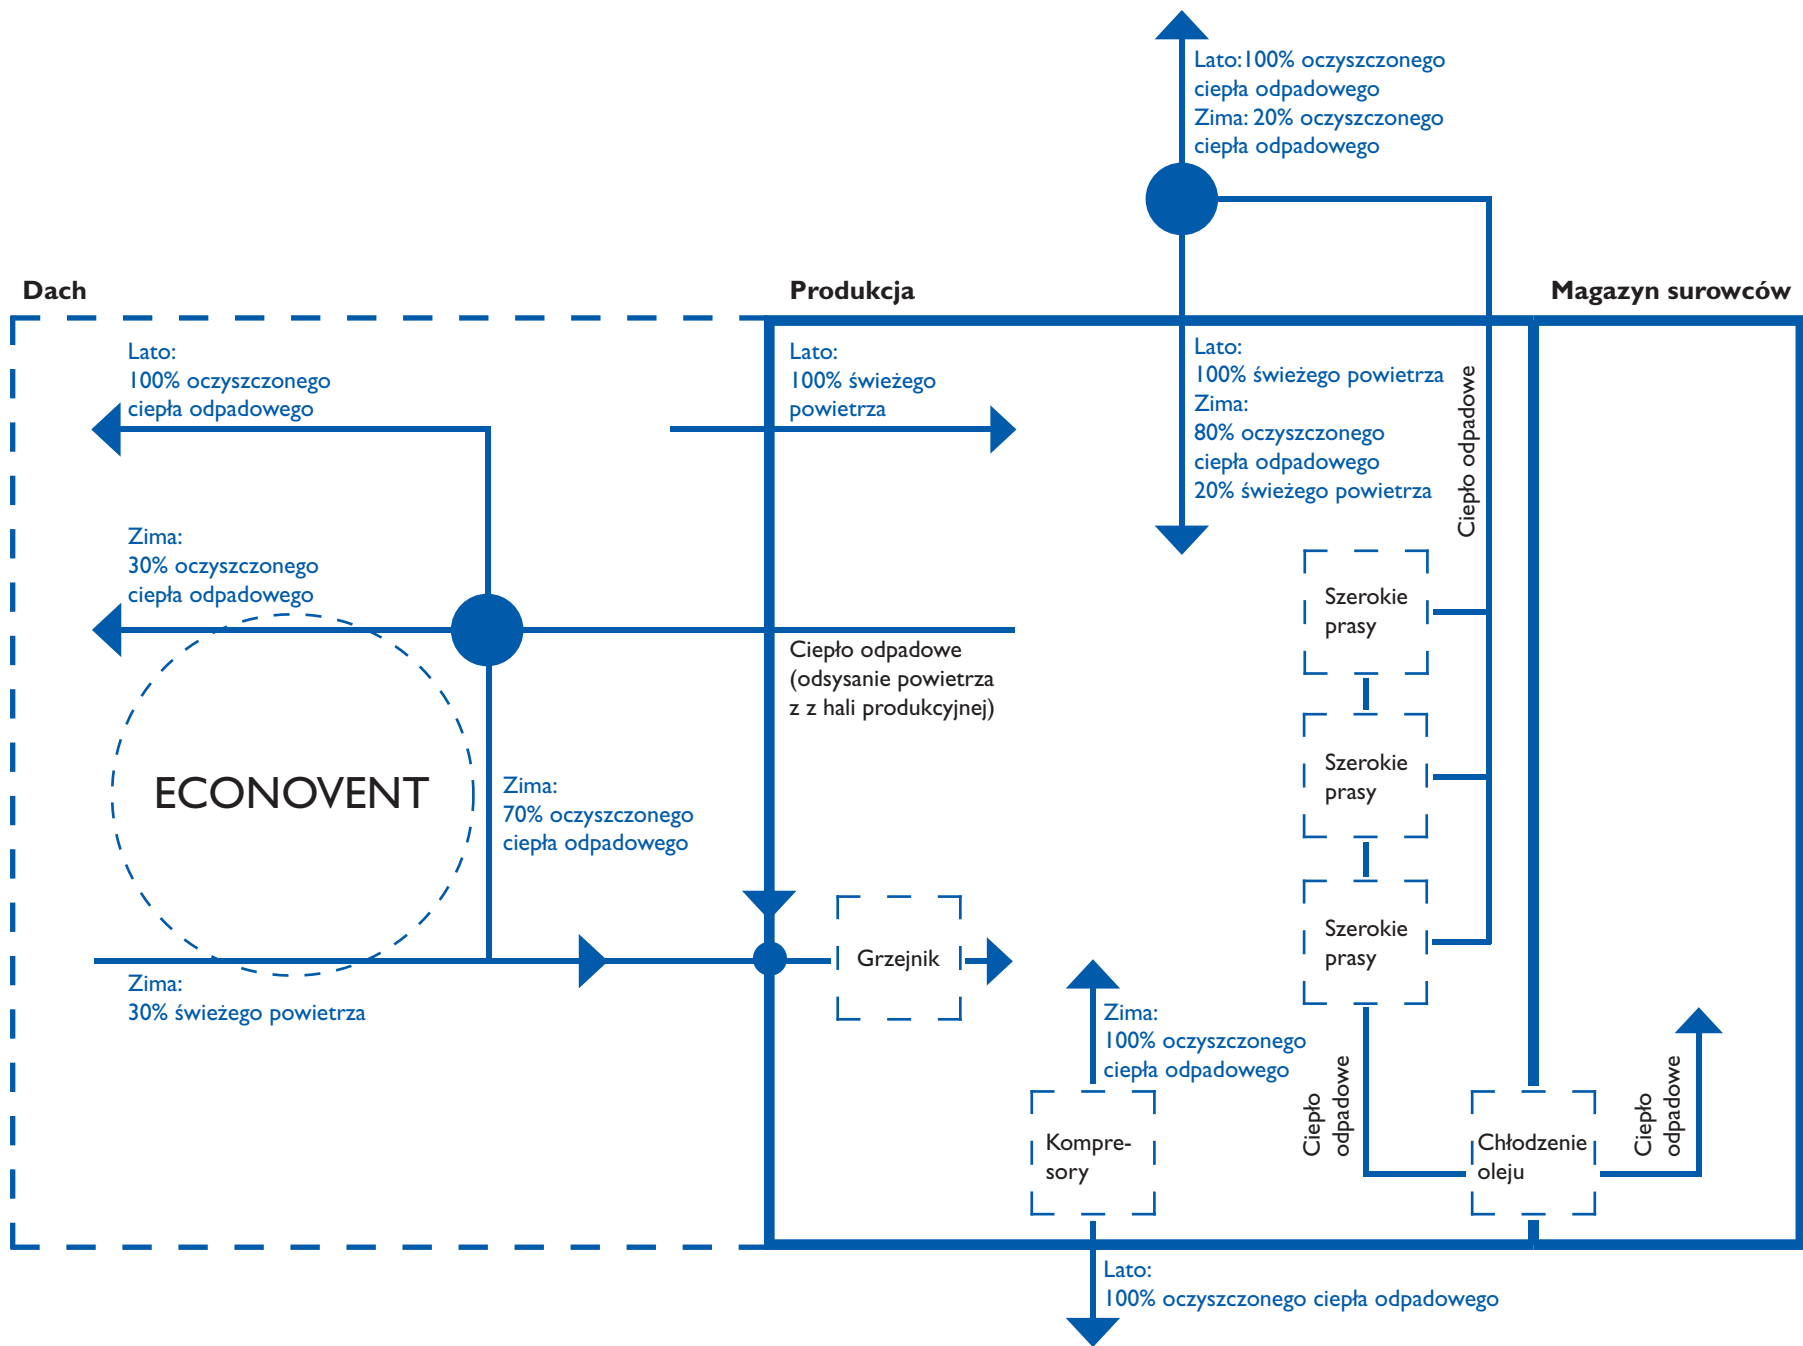 Lato:100% oczyszczonego
ciepła odpadowego
Zima: 20% oczyszczonego
ciepła odpadowego
Dach
Produkcja
Magazyn surowców
Lato:
100% oczyszczonego
ciepła odpadowego
Lato:
100% świeżego
powietrza
Lato:
100% świeżego powietrza
Zima:
80% oczyszczonego
ciepła odpadowego
20% świeżego powietrza
Ciepło odpadowe
Zima:
30% oczyszczonego
ciepła odpadowego
Ciepło odpadowe
(odsysanie powietrza
z z hali produkcyjnej)
Szerokie
prasy
Szerokie
prasy
Szerokie
prasy
ECONOVENT
Zima:
70% oczyszczonego
ciepła odpadowego
Grzejnik
Zima:
30% świeżego powietrza
Zima:
100% oczyszczonego
ciepła odpadowego
Ciepło
odpadowe
Ciepło
odpadowe
Kompre-
sory
Chłodzenie
oleju
Lato:
100% oczyszczonego ciepła odpadowego